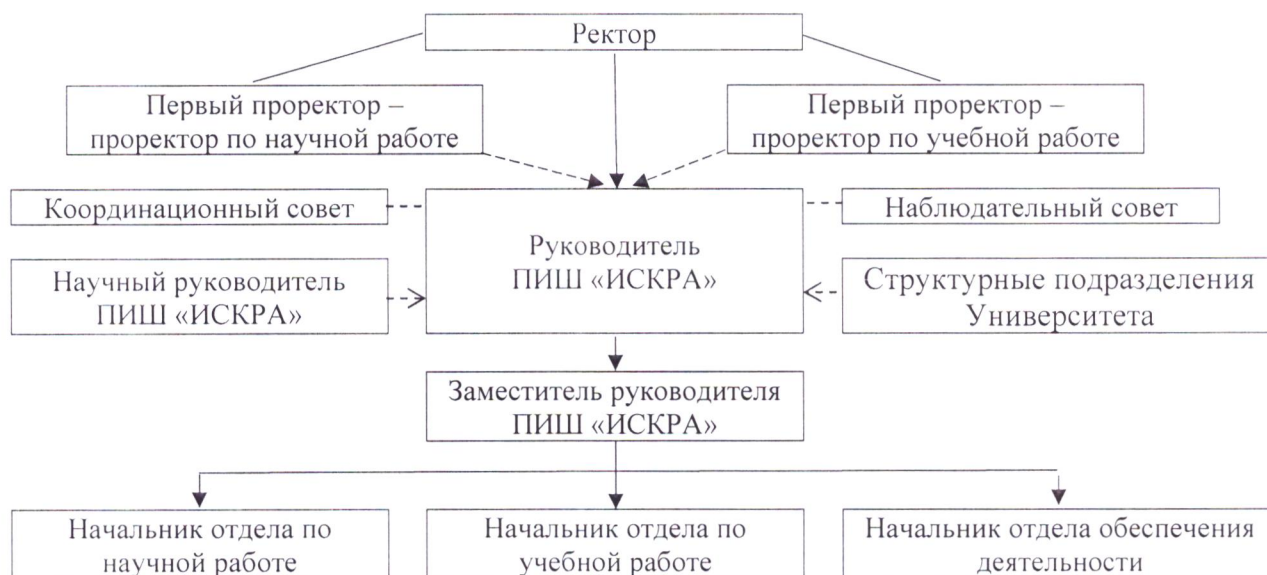 Ректор
Первый проректор –
проректор по научной работе
Первый проректор –
проректор по учебной работе
Координационный совет
Наблюдательный совет
Руководитель
ПИШ «ИСКРА»
Научный руководитель
ПИШ «ИСКРА»
Структурные подразделения
Университета
Заместитель руководителя
ПИШ «ИСКРА»
Начальник отдела по
научной работе
Начальник отдела по
учебной работе
Начальник отдела обеспечения
деятельности